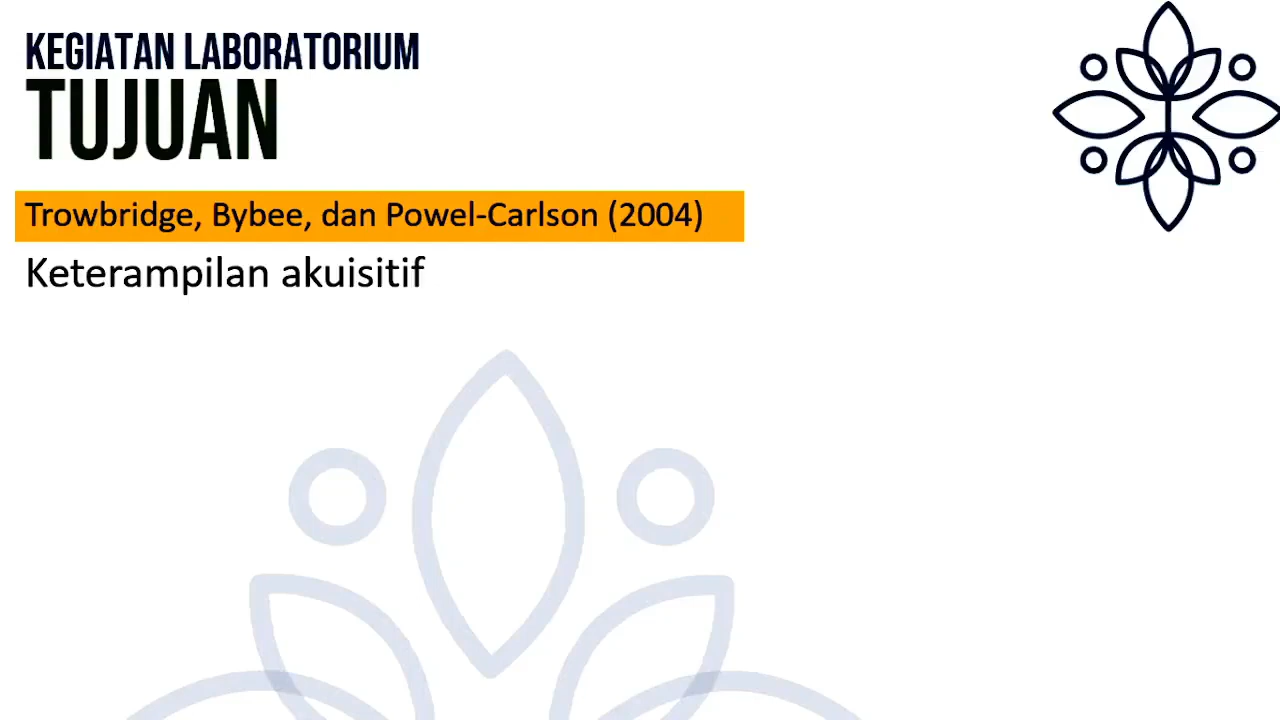 KEGIATAN LABORATORIUM
TUJUAN
Trowbridge, Bybee, dan Powel-Carlson (2004)
Keterampilan akuisitif